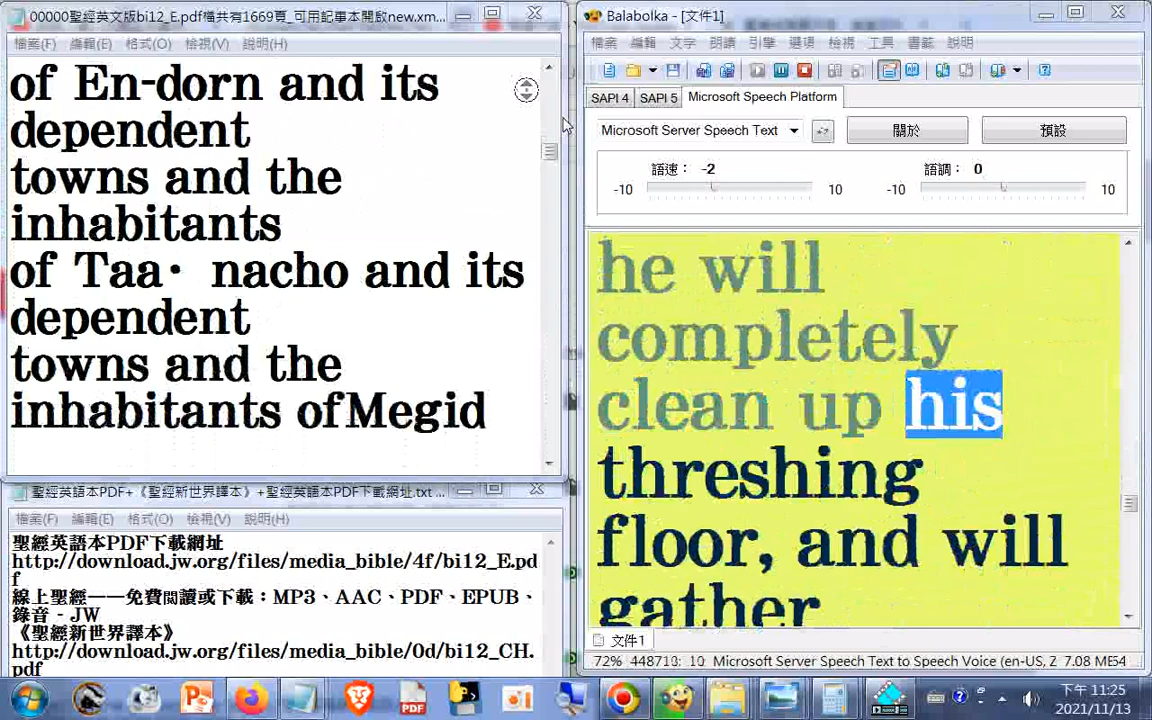 00000聖經英文版bi12_E.pdf檔共有1669頁_可用記事本開啟new.xm...
檔案(F) 編輯(E) 格式(O) 檢視(V) 說明(H)
of En-dorn and its
dependent
towns and the
inhabitants
of Taa· nacho and its
dependent
towns and the
inhabitants ofMegid
聖經英語本PDF+《聖經新世界譯本》+聖經英語本PDF下載網址.txt ...
檔案(F) 編輯(E) 格式(O) 檢視(V) 說明(H)
聖經英語本PDF下載網址
http://download.jw.org/files/media_bible/4f/bi12_E.pd
f
線上聖經——免費閱讀或下載：MP3、AAC、PDF、EPUB、
錄音 - JW
《聖經新世界譯本》
http://download.jw.org/files/media_bible/0d/bi12_CH.
pdf
Balabolka - [文件1]
檔案 編輯 文字 朗讀 引擎 選項 檢視 工具 書籤 說明
SAPI 4 SAPI 5 Microsoft Speech Platform
Microsoft Server Speech Text 關於 預設
語速： -2 語調： 0
-10 10 -10 10
he will
completely
clean up his
threshing
floor, and will
gather
文件1
72% 448713: 10 Microsoft Server Speech Text to Speech Voice (en-US, Z 7.08 ME54
下午 11:25
2021/11/13